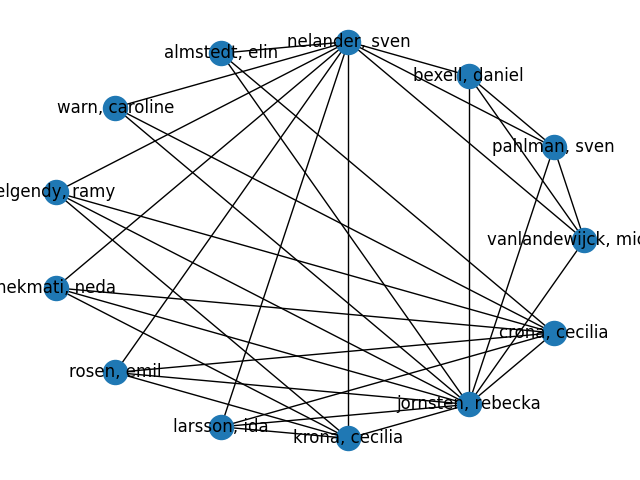 nelander, sven
almstedt, elin
bexell, daniel
warn, caroline
pahlman, sven
elgendy, ramy
vanlandewijck, mic
hekmati, neda
crona, cecilia
rosen, emil
jornsten, rebecka
larsson, ida
krona, cecilia